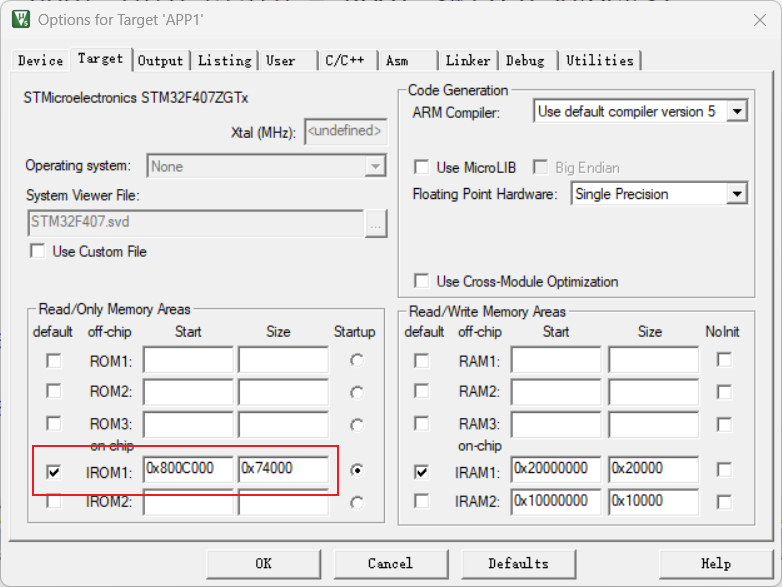 Options for Target 'APP1'
Device Target Output Listing User C/C++ Asm Linker Debug Utilities
STMicroelectronics STM32F407ZGTx
Xtal (MHz): <undefined>
Operating system: None
System Viewer File:
STM32F407.svd ...
Use Custom File
Code Generation
ARM Compiler: Use default compiler version 5
Use MicroLIB Big Endian
Floating Point Hardware: Single Precision
Use Cross-Module Optimization
Read/Only Memory Areas
default off-chip Start Size Startup
ROM1:
ROM2:
ROM3:
on-chip
IROM1: 0x800C000 0x74000
IROM2:
Read/Write Memory Areas
default off-chip Start Size NoInit
RAM1:
RAM2:
RAM3:
on-chip
IRAM1: 0x20000000 0x20000
IRAM2: 0x10000000 0x10000
OK Cancel Defaults Help